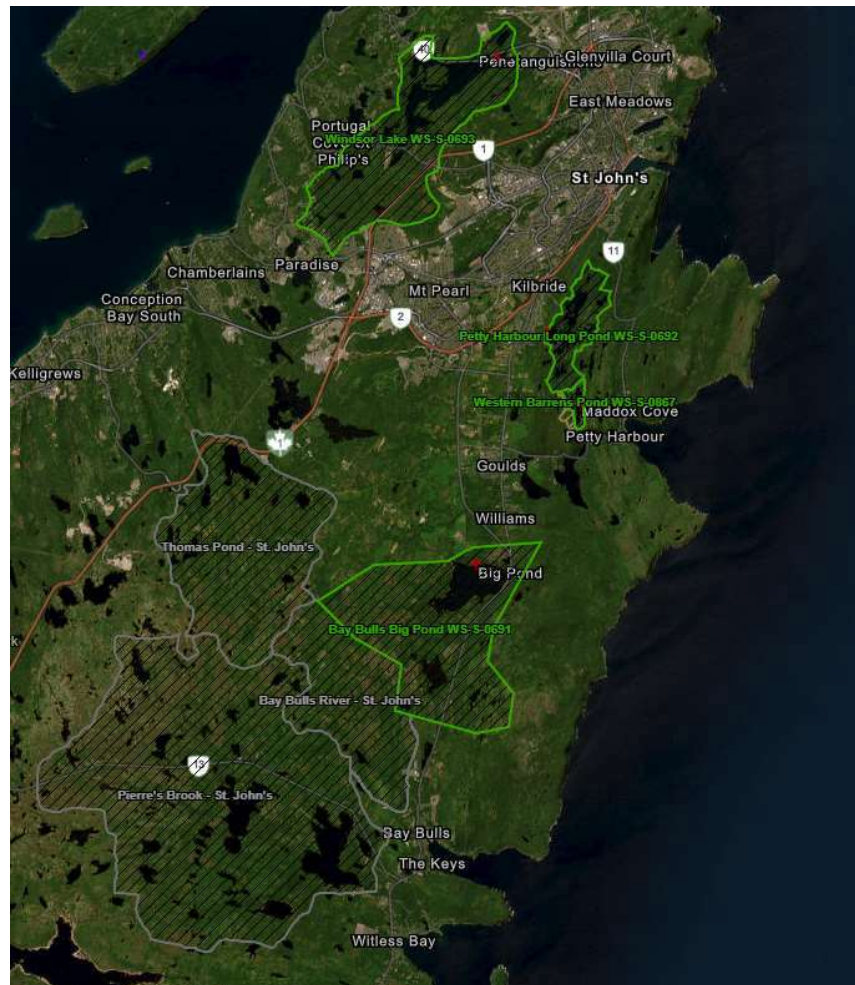 40
Penetanguishene
Glenvilla Court
East Meadows
Portugal
Cove St
Philip's
Windsor Lake WS-S-0693
1
St John's
11
Chamberlains
Paradise
Mt Pearl
Kilbride
Conception
Bay South
2
Petty Harbour Long Pond WS-S-0692
Kelligrews
Western Barrens Pond WS-S-0867
Maddox Cove
Petty Harbour
1
Goulds
Williams
Thomas Pond - St. John's
Big Pond
Bay Bulls Big Pond WS-S-0691
k
Bay Bulls River - St. John's
13
Pierre's Brook - St. John's
Bay Bulls
The Keys
Witless Bay